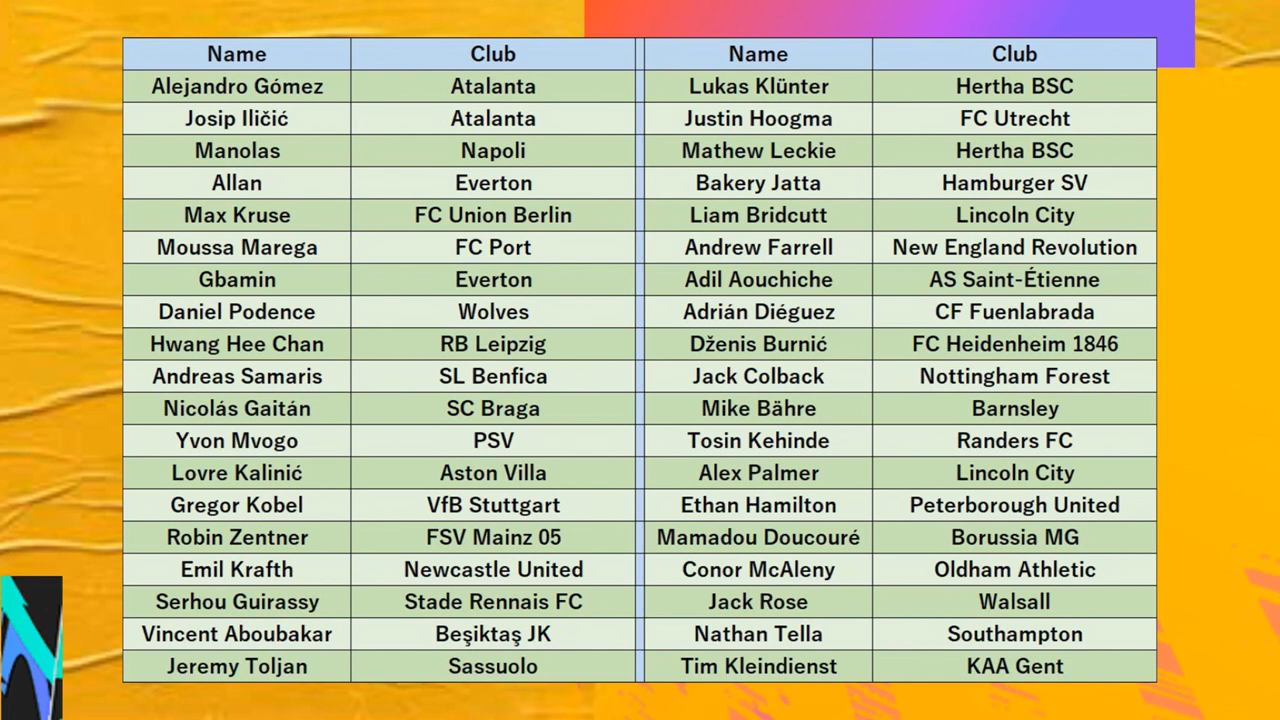 Name Club Name Club
Alejandro Gómez Atalanta Lukas Klünter Hertha BSC
Josip Iličić Atalanta Justin Hoogma FC Utrecht
Manolas Napoli Mathew Leckie Hertha BSC
Allan Everton Bakery Jatta Hamburger SV
Max Kruse FC Union Berlin Liam Bridcutt Lincoln City
Moussa Marega FC Port Andrew Farrell New England Revolution
Gbamin Everton Adil Aouchiche AS Saint-Étienne
Daniel Podence Wolves Adrián Diéguez CF Fuenlabrada
Hwang Hee Chan RB Leipzig Dženis Burnić FC Heidenheim 1846
Andreas Samaris SL Benfica Jack Colback Nottingham Forest
Nicolás Gaitán SC Braga Mike Bähre Barnsley
Yvon Mvogo PSV Tosin Kehinde Randers FC
Lovre Kalinić Aston Villa Alex Palmer Lincoln City
Gregor Kobel VfB Stuttgart Ethan Hamilton Peterborough United
Robin Zentner FSV Mainz 05 Mamadou Doucouré Borussia MG
Emil Krafth Newcastle United Conor McAleny Oldham Athletic
Serhou Guirassy Stade Rennais FC Jack Rose Walsall
Vincent Aboubakar Beşiktaş JK Nathan Tella Southampton
Jeremy Toljan Sassuolo Tim Kleindienst KAA Gent